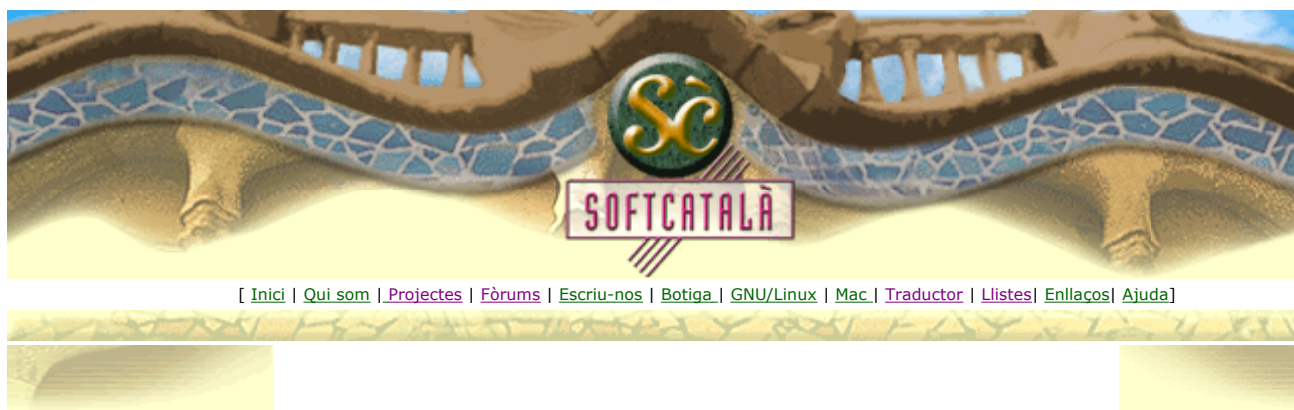 Sc̀
SOFTCATALÀ
[ Inici | Qui som | Projectes | Fòrums | Escriu-nos | Botiga | GNU/Linux | Mac | Traductor | Llistes| Enllaços| Ajuda]